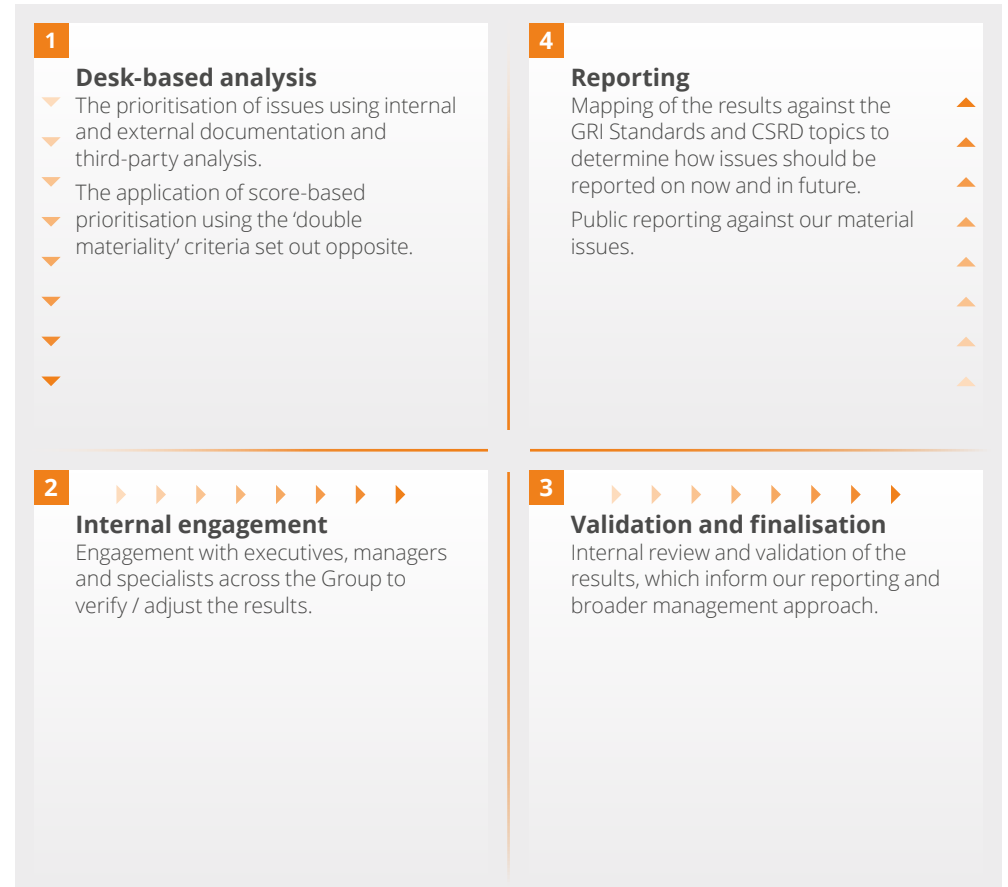 1
Desk-based analysis
The prioritisation of issues using internal
and external documentation and
third-party analysis.
The application of score-based
prioritisation using the ‘double
materiality’ criteria set out opposite.
2
Internal engagement
Engagement with executives, managers
and specialists across the Group to
verify / adjust the results.
3
Validation and finalisation
Internal review and validation of the
results, which inform our reporting and
broader management approach.
4
Reporting
Mapping of the results against the
GRI Standards and CSRD topics to
determine how issues should be
reported on now and in future.
Public reporting against our material
issues.